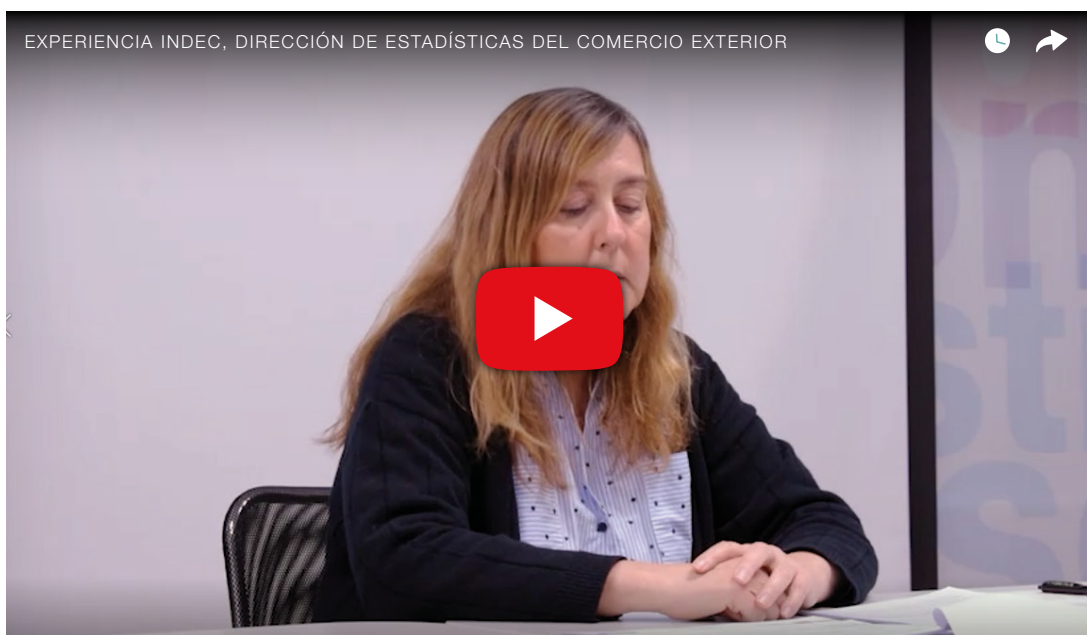 EXPERIENCIA INDEC, DIRECCIÓN DE ESTADÍSTICAS DEL COMERCIO EXTERIOR